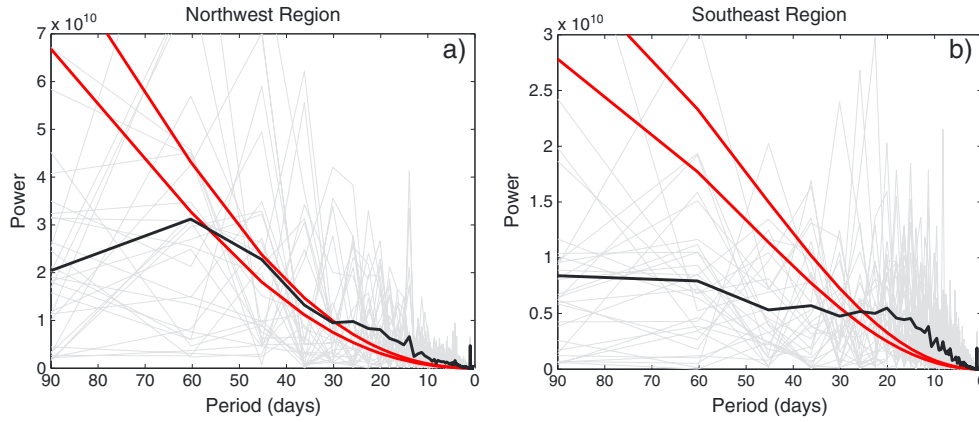 Northwest Region
x 10^10
a)
7
6
5
4
3
2
1
0
Power
90 80 70 60 50 40 30 20 10 0
Period (days)
Southeast Region
x 10^10
b)
3
2.5
2
1.5
1
0.5
0
Power
90 80 70 60 50 40 30 20 10 0
Period (days)